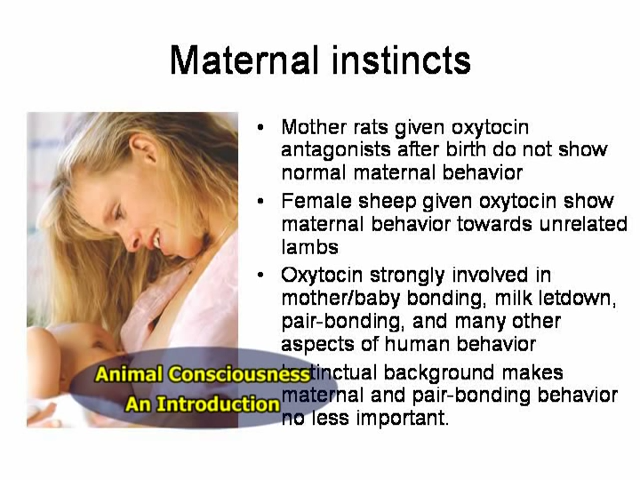 Maternal instincts
• Mother rats given oxytocin
antagonists after birth do not show
normal maternal behavior
• Female sheep given oxytocin show
maternal behavior towards unrelated
lambs
• Oxytocin strongly involved in
mother/baby bonding, milk letdown,
pair-bonding, and many other
aspects of human behavior
Instinctual background makes
maternal and pair-bonding behavior
no less important.
Animal Consciousness
An Introduction